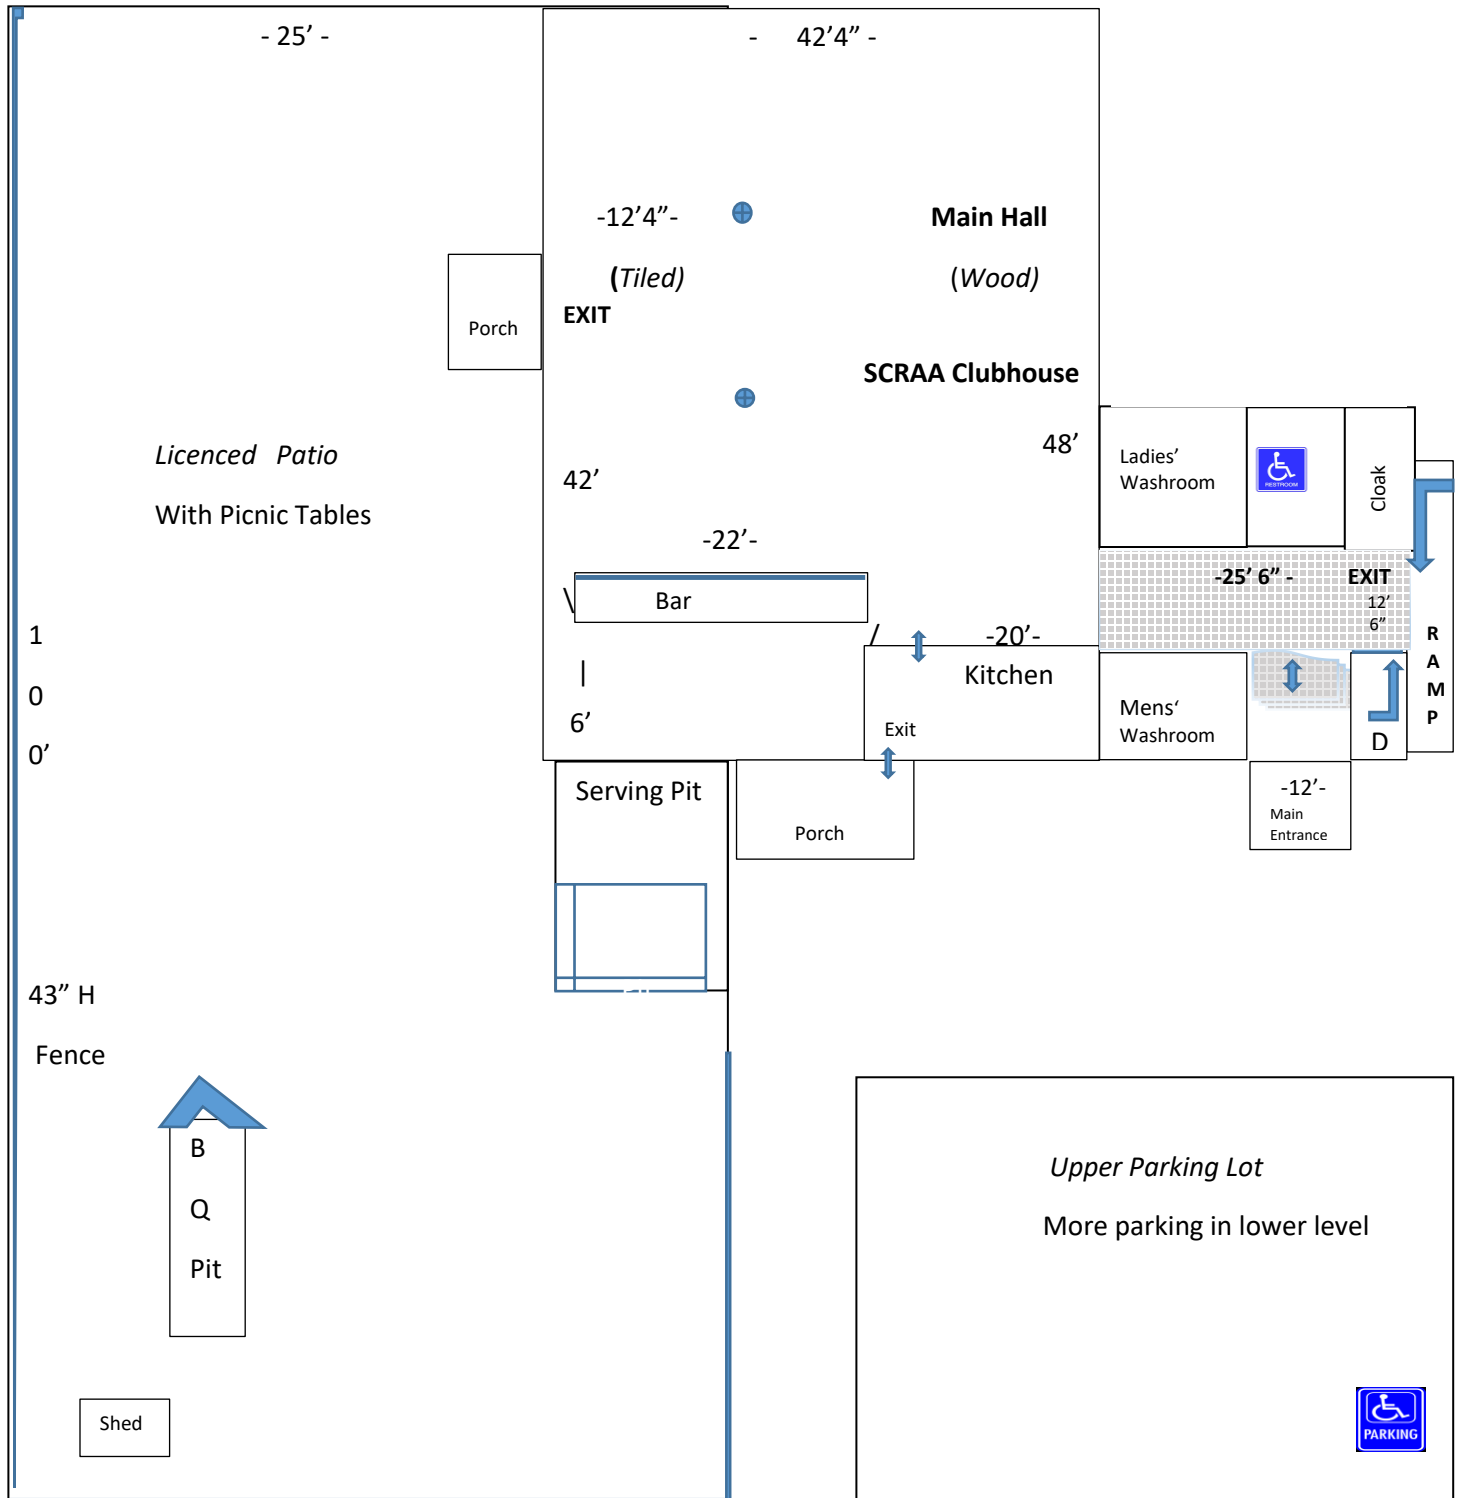 - 25’ -
- 42’4” -
-12’4”-
Main Hall
(Tiled)
(Wood)
EXIT
Porch
SCRAA Clubhouse
48’
Licenced Patio
With Picnic Tables
42’
-22’-
Bar
Ladies’
Washroom
RESTROOM
Cloak
-25’ 6” -
EXIT
12’
6”
\
/
-20’-
Kitchen
|
6’
Exit
Mens‘
Washroom
D
R
A
M
P
1
0
0’
Serving Pit
Porch
-12’-
Main
Entrance
43” H
Fence
B
Q
Pit
Shed
Upper Parking Lot
More parking in lower level
PARKING